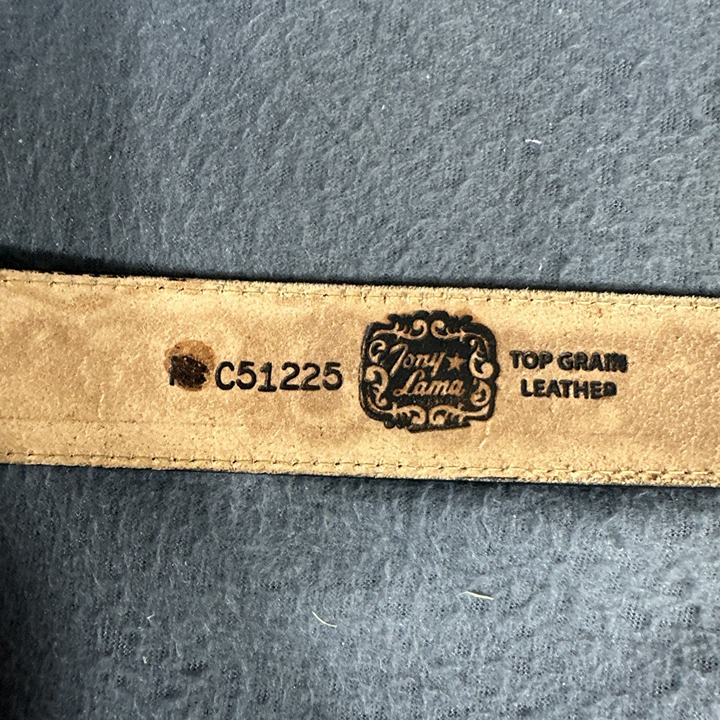 C51225
Tony Lama
TOP GRAIN
LEATHER